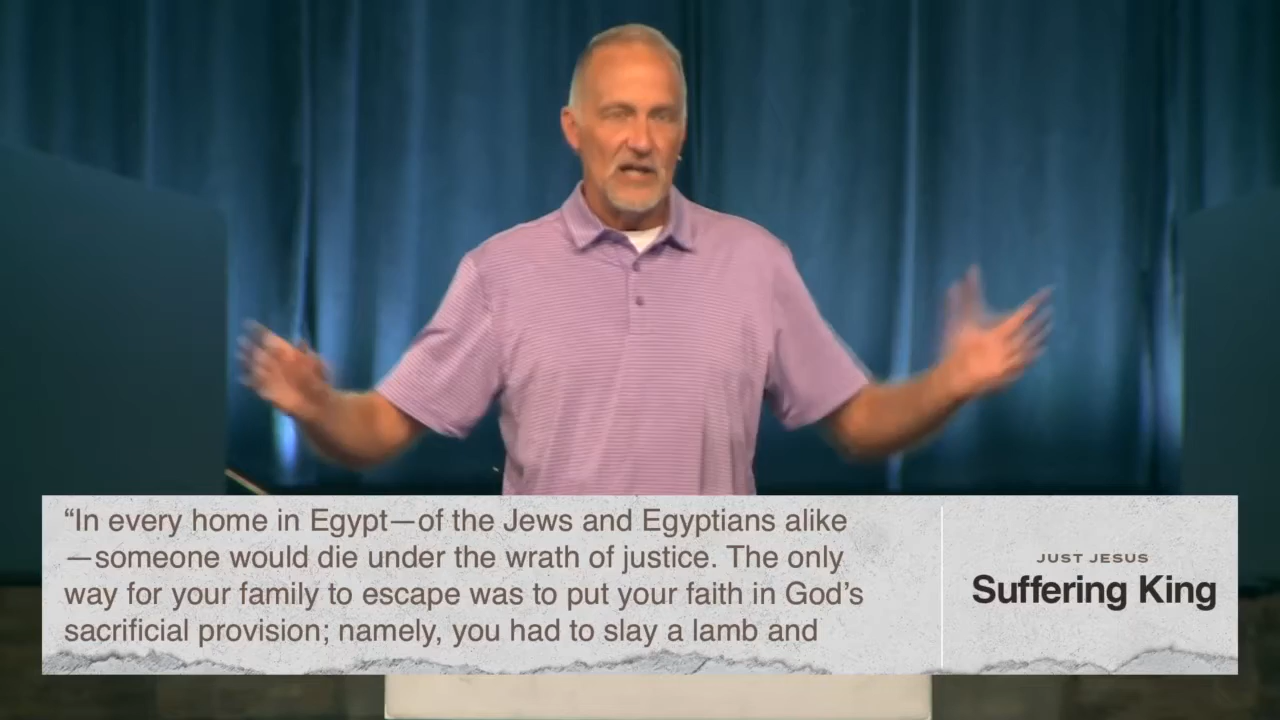 “In every home in Egypt—of the Jews and Egyptians alike
—someone would die under the wrath of justice. The only
way for your family to escape was to put your faith in God’s
sacrificial provision; namely, you had to slay a lamb and
JUST JESUS
Suffering King